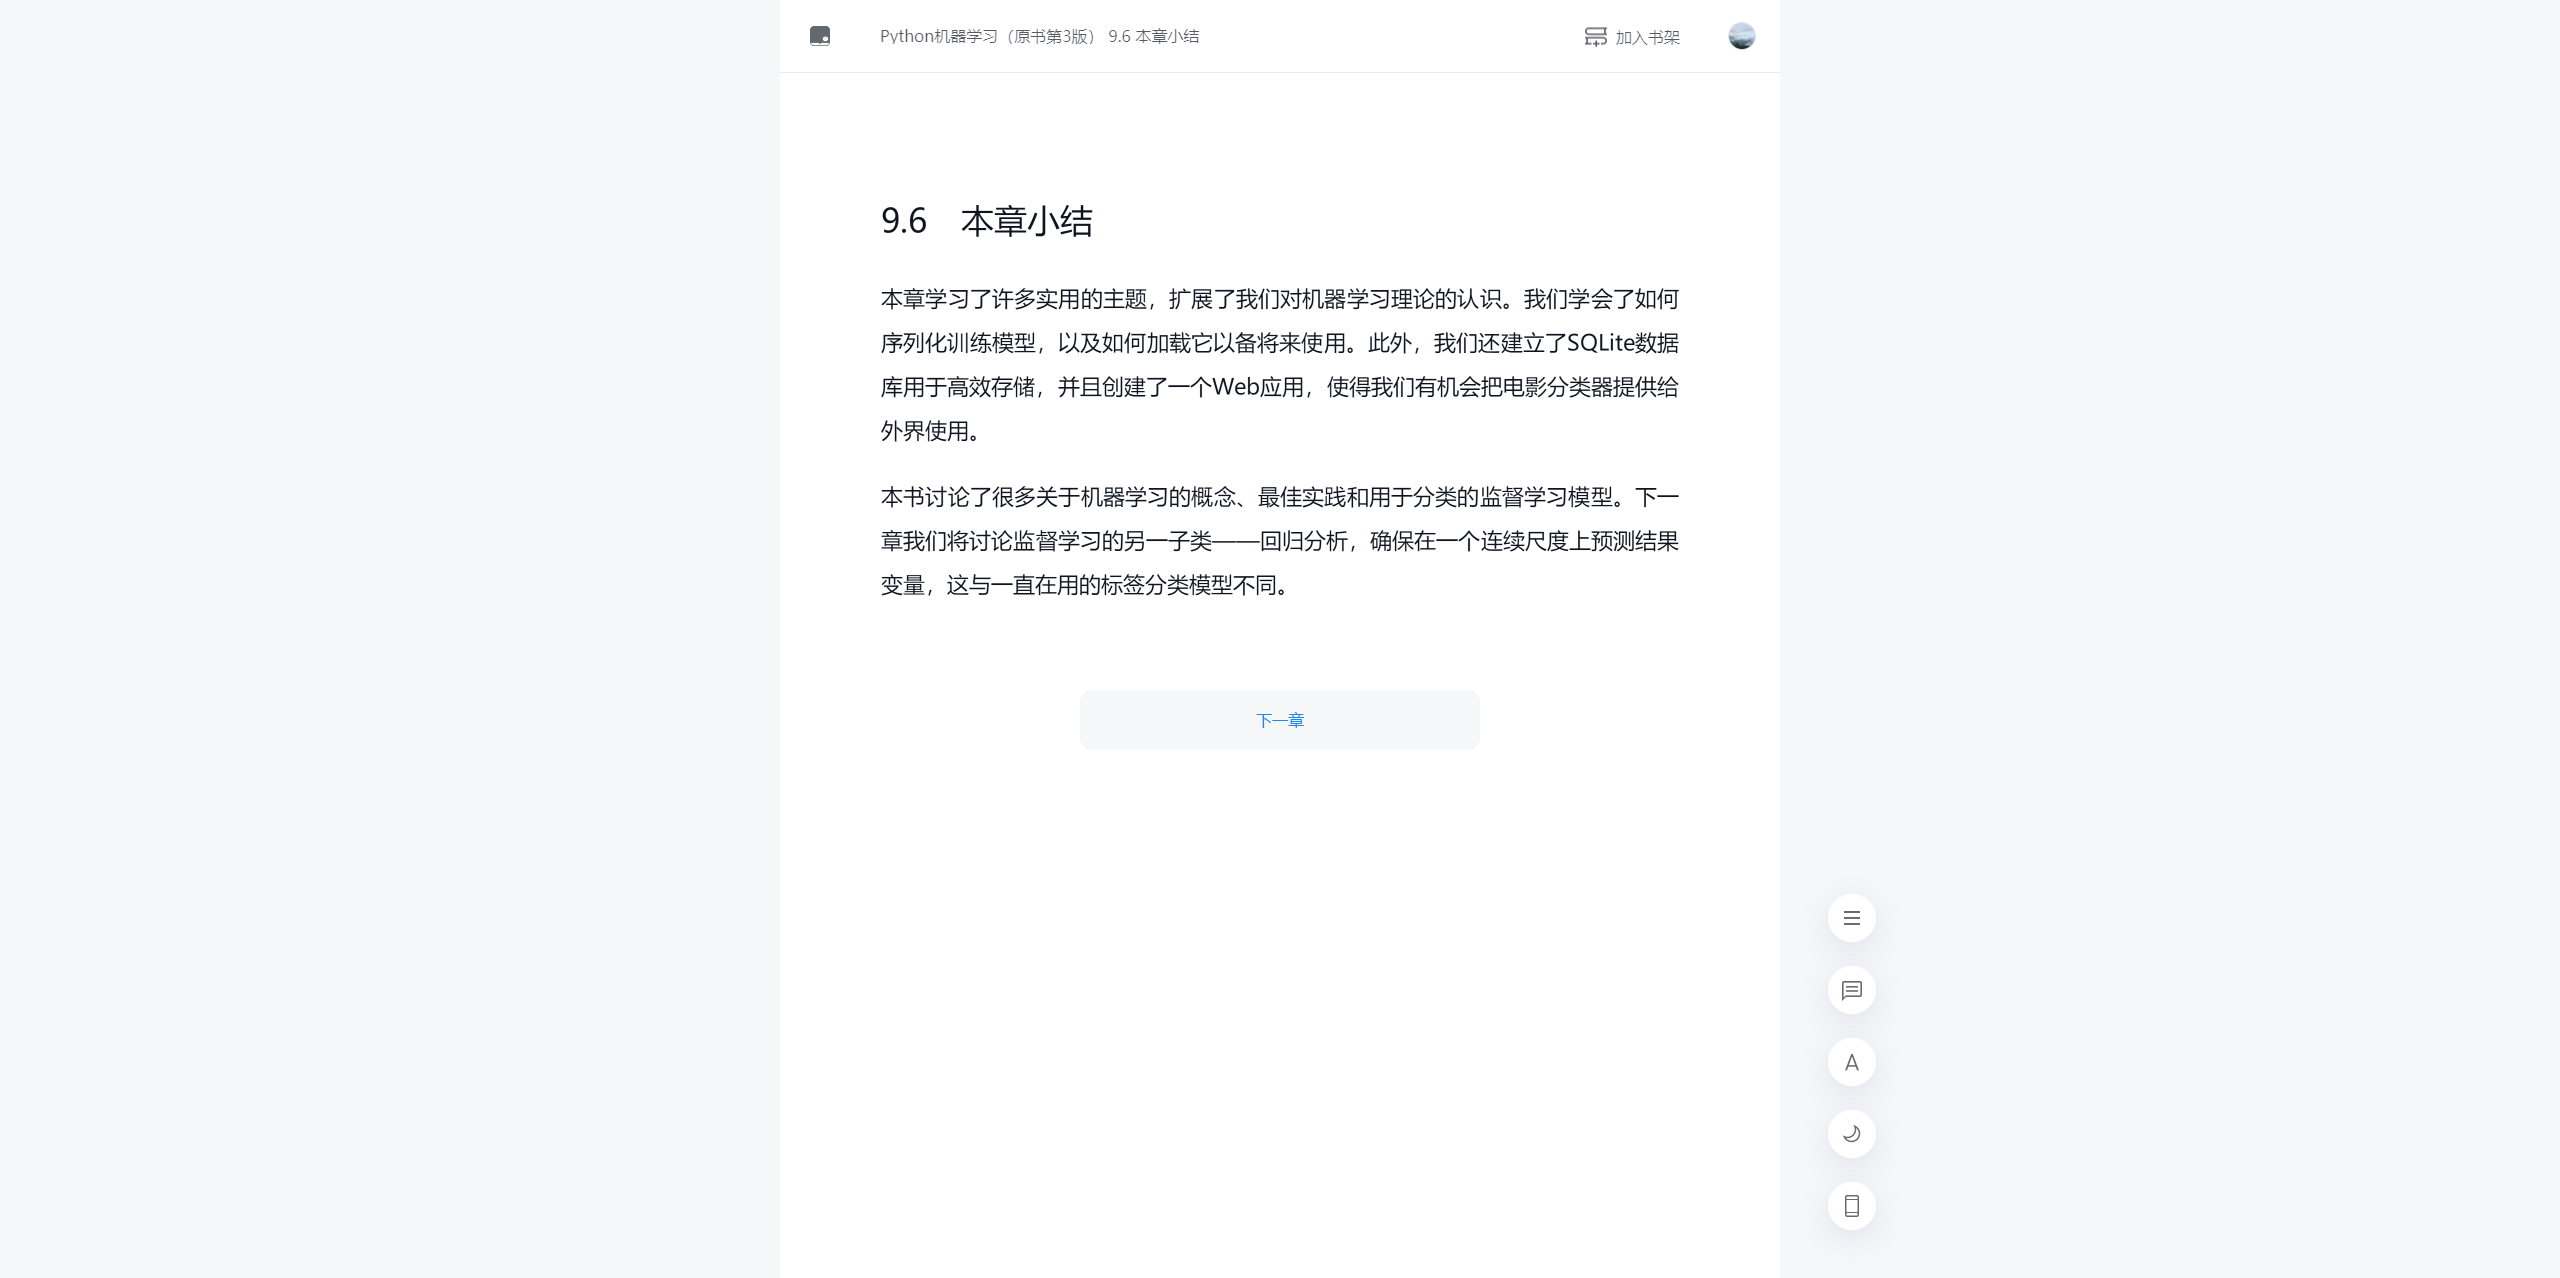 Python机器学习（原书第3版） 9.6 本章小结
加入书架
9.6　本章小结
本章学习了许多实用的主题，扩展了我们对机器学习理论的认识。我们学会了如何
序列化训练模型，以及如何加载它以备将来使用。此外，我们还建立了SQLite数据
库用于高效存储，并且创建了一个Web应用，使得我们有机会把电影分类器提供给
外界使用。
本书讨论了很多关于机器学习的概念、最佳实践和用于分类的监督学习模型。下一
章我们将讨论监督学习的另一子类——回归分析，确保在一个连续尺度上预测结果
变量，这与一直在用的标签分类模型不同。
下一章
A